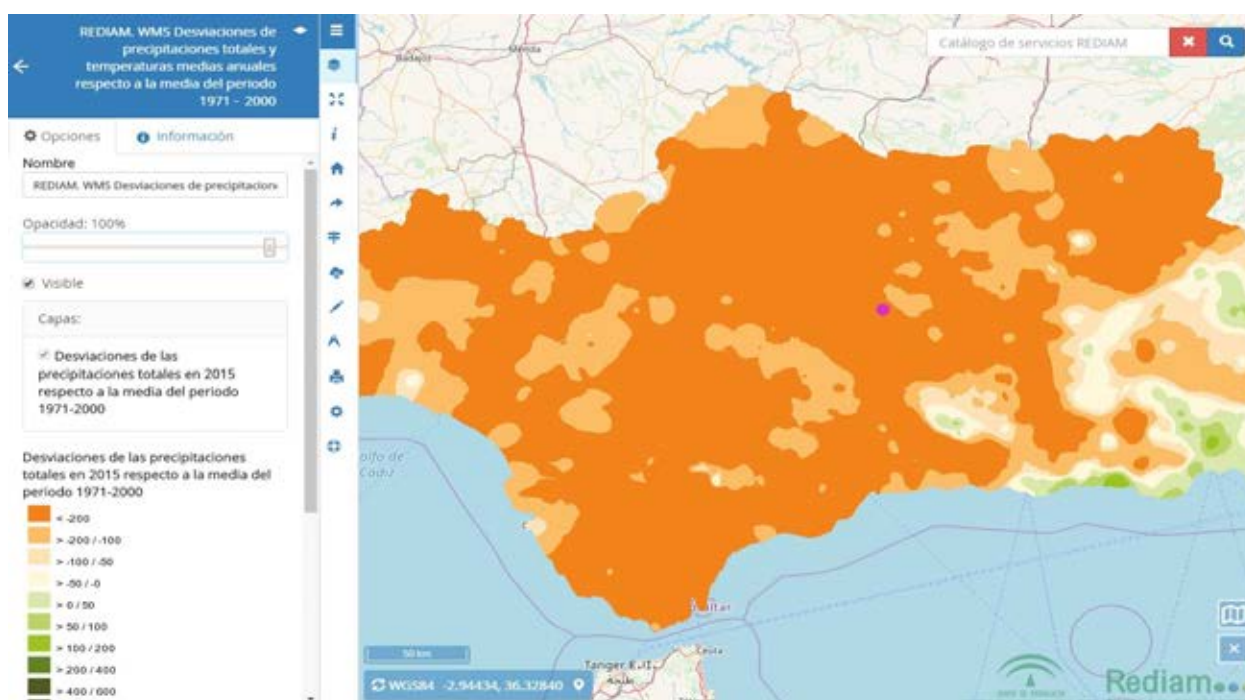 REDIAM. WMS Desviaciones de
precipitaciones totales y
temperaturas medias anuales
respecto a la media del periodo
1971 - 2000
Opciones
Información
Nombre
REDIAM. WMS Desviaciones de precipitacion
Opacidad: 100%
Visible
Capas:
Desviaciones de las
precipitaciones totales en 2015
respecto a la media del periodo
1971-2000
Desviaciones de las precipitaciones
totales en 2015 respecto a la media del
periodo 1971-2000
< -200
> -200 / -100
> -100 / -50
> -50 / -0
> 0 / 50
> 50 / 100
> 100 / 200
> 200 / 400
> 400 / 600
Catálogo de servicios REDIAM
Badajoz
Mérida
Cádiz
50 km
WGS84 -2.94434, 36.32840
Ceuta
Rediam